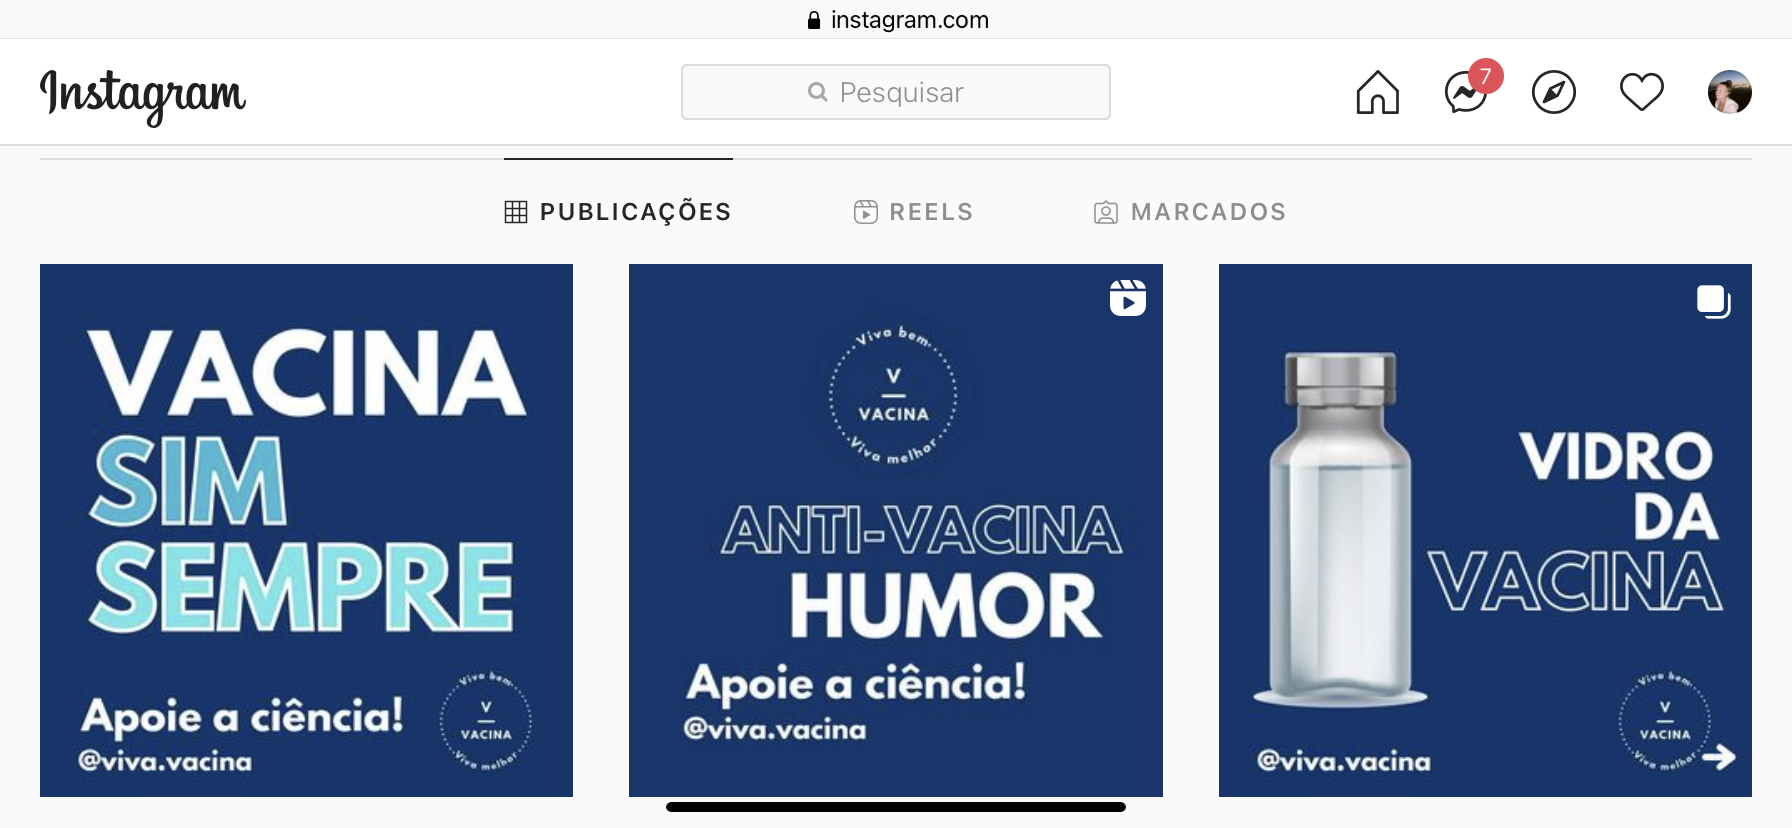 instagram.com
Instagram
Pesquisar
7
PUBLICAÇÕES
REELS
MARCADOS
VACINA
SIM
SEMPRE
Apoie a ciência!
@viva.vacina
Viva bem
V
VACINA
Viva melhor
Viva bem
V
VACINA
Viva melhor
ANTI-VACINA
HUMOR
Apoie a ciência!
@viva.vacina
VIDRO
DA
VACINA
@viva.vacina
Viva bem
V
VACINA
Viva melhor